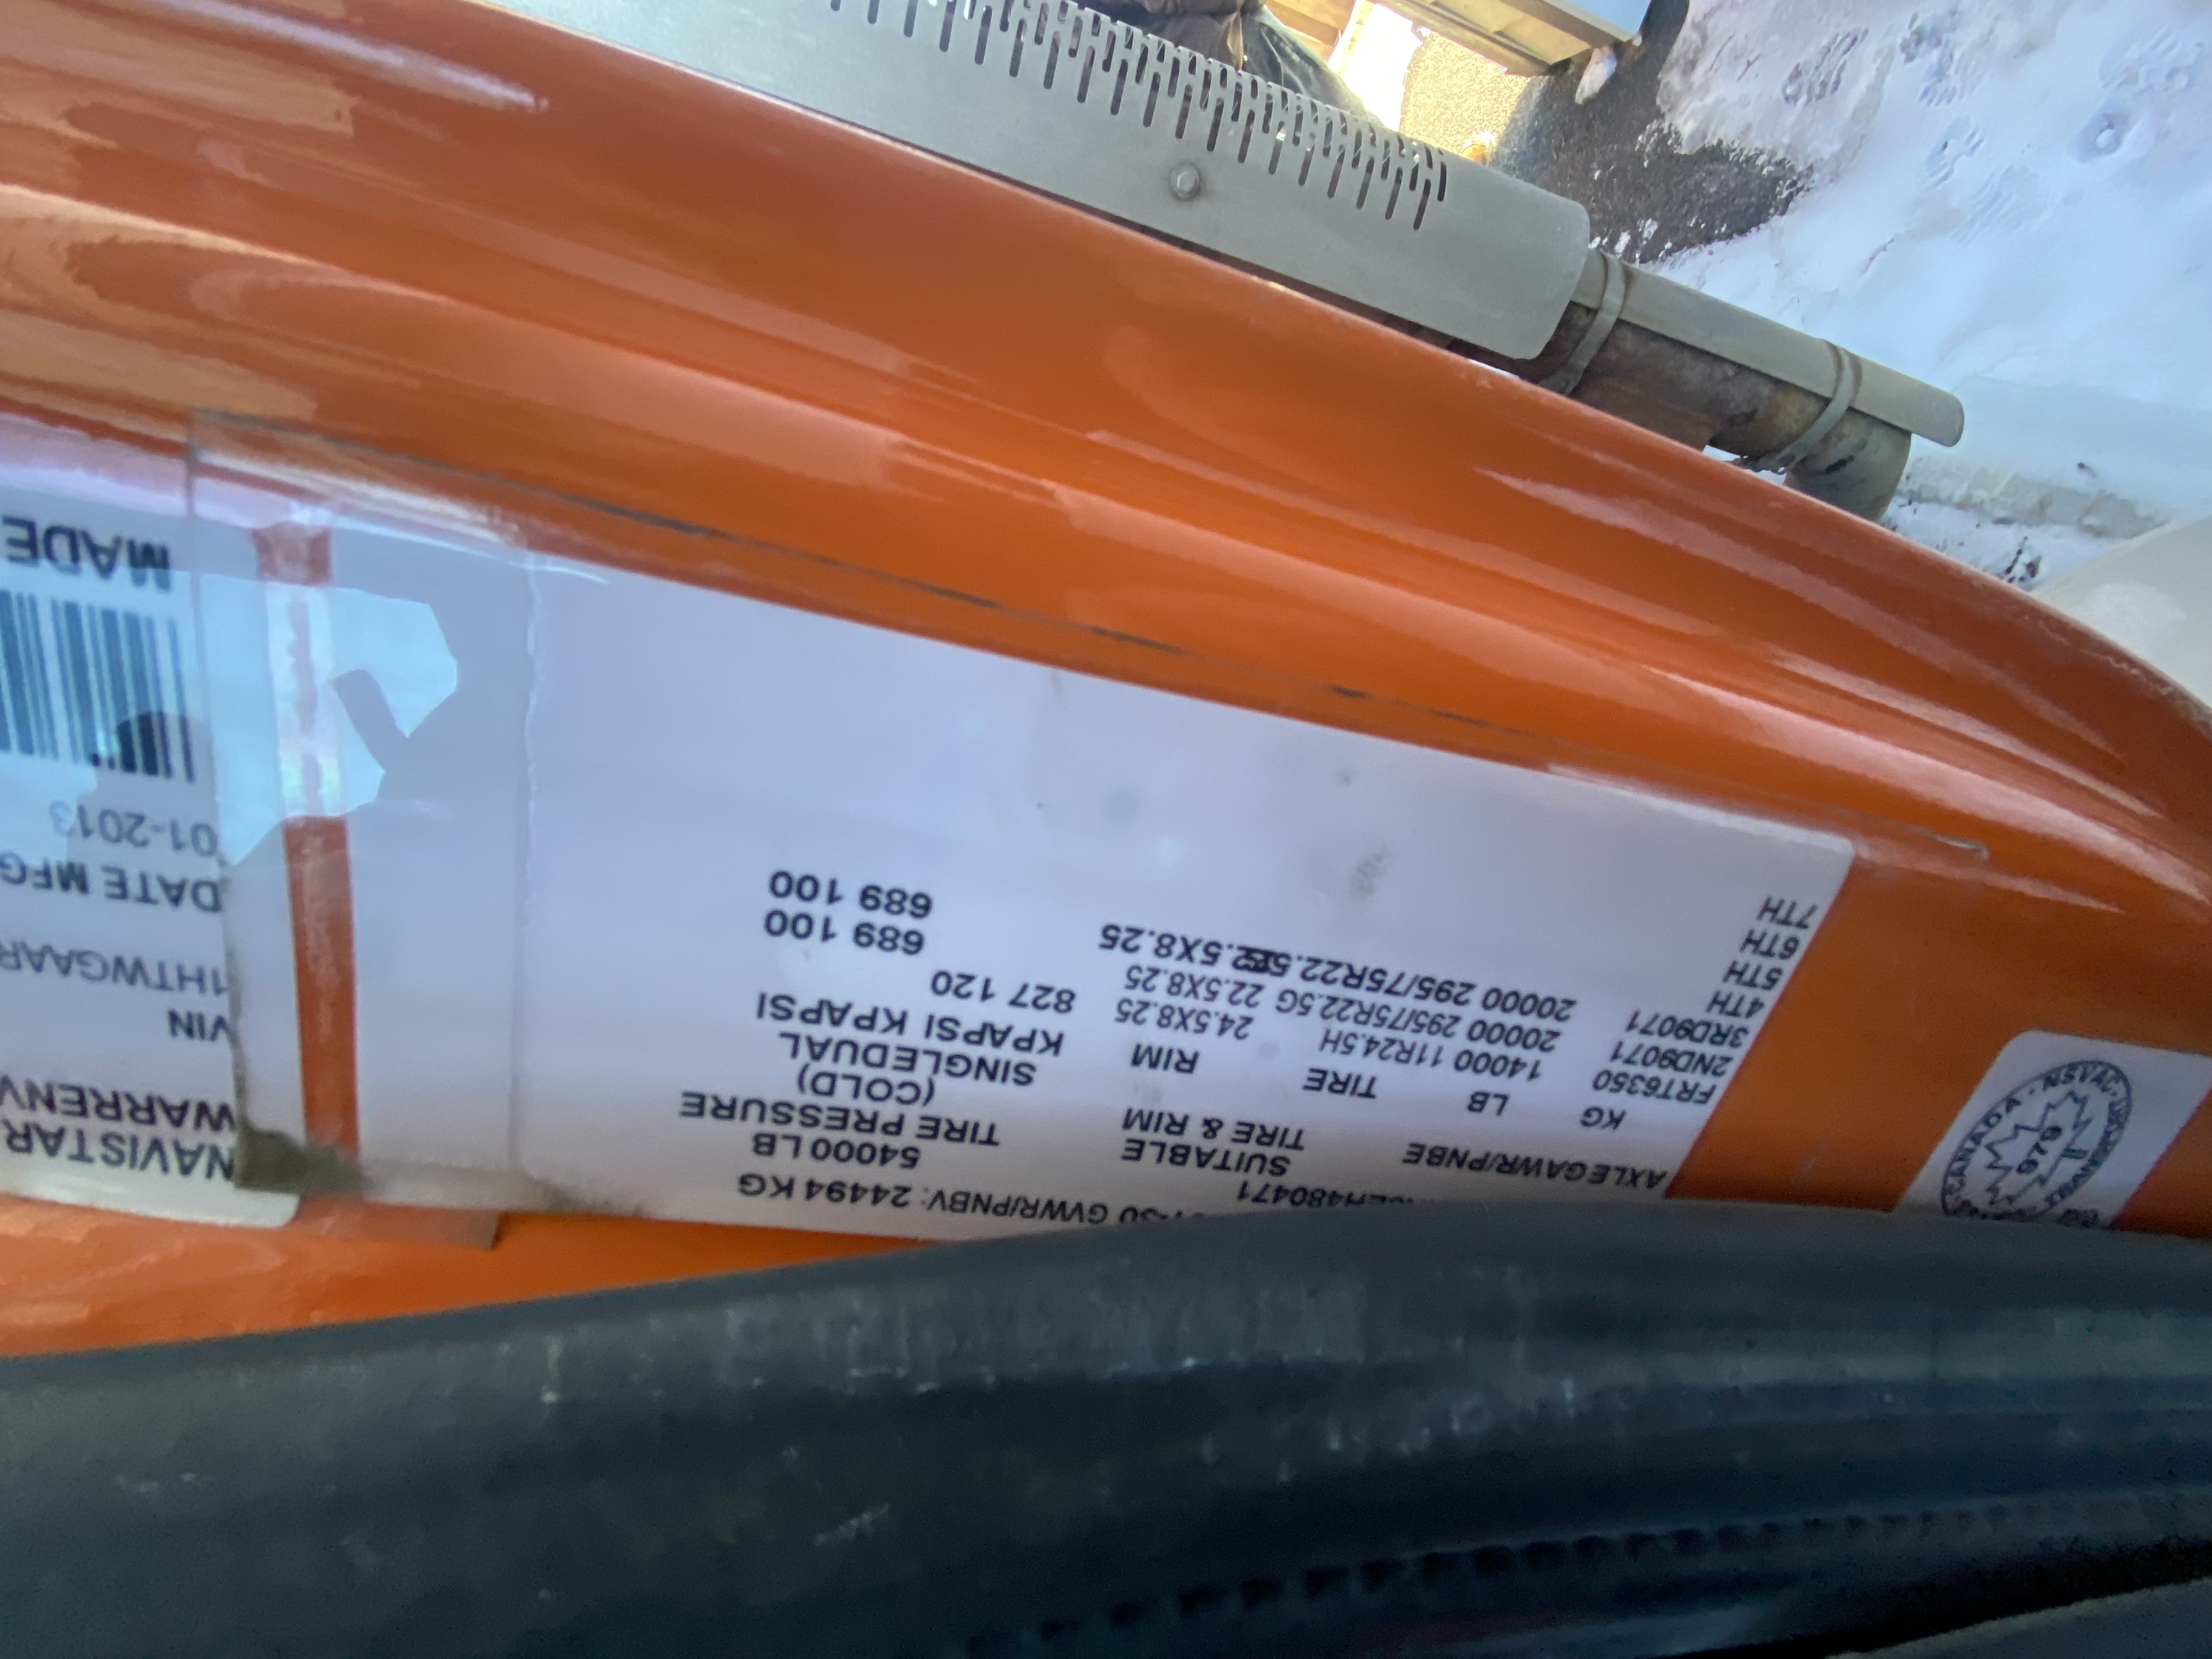 GVWR/PNBV: 24494 KG
54000 LB
AXLE GAWR/PNBE SUITABLE TIRE PRESSURE
KG LB TIRE & RIM (COLD)
TIRE RIM SINGLE DUAL
KPAPSI KPAPSI
FRT6350 14000 11R24.5H 24.5X8.25 827 120
2ND9071 20000 295/75R22.5G 22.5X8.25 689 100
3RD9071 20000 295/75R22.5 22.5X8.25 689 100
4TH
5TH
6TH
7TH
CANADA · NSVAC
979
NAVISTAR
VIN
1HTWGAAR
DATE MFG
01-2013
MADE